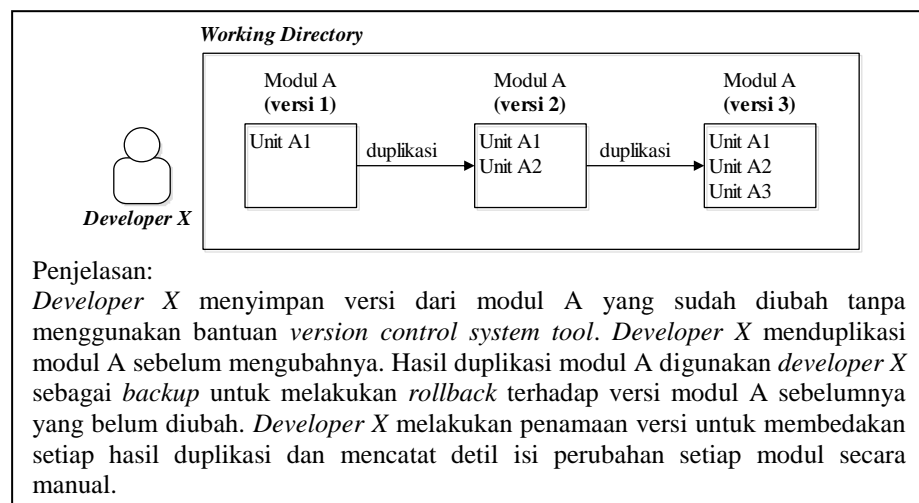 Working Directory
Modul A
(versi 1)
Modul A
(versi 2)
Modul A
(versi 3)
Unit A1
duplikasi
Unit A1
Unit A2
duplikasi
Unit A1
Unit A2
Unit A3
Developer X
Penjelasan:
Developer X menyimpan versi dari modul A yang sudah diubah tanpa
menggunakan bantuan version control system tool. Developer X menduplikasi
modul A sebelum mengubahnya. Hasil duplikasi modul A digunakan developer X
sebagai backup untuk melakukan rollback terhadap versi modul A sebelumnya
yang belum diubah. Developer X melakukan penamaan versi untuk membedakan
setiap hasil duplikasi dan mencatat detil isi perubahan setiap modul secara
manual.